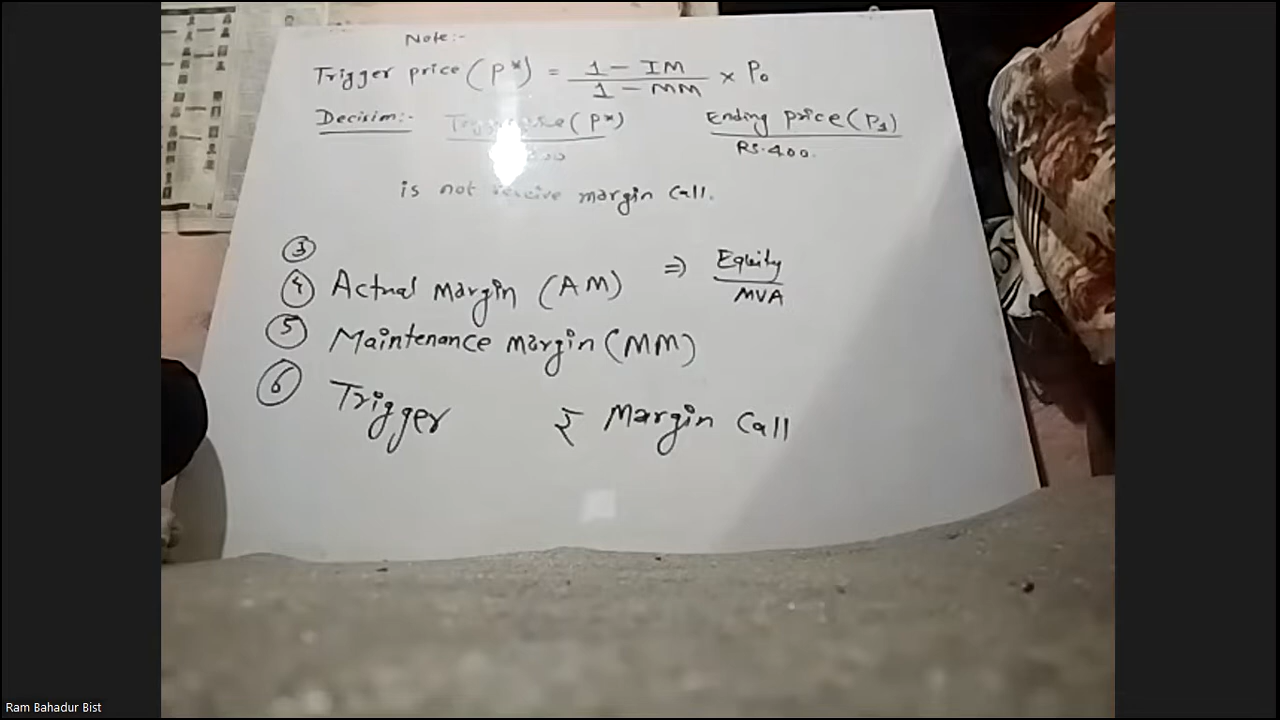 Note:-
Trigger price (P*) = 1 - IM / 1 - MM × P₀
Decision:- (P*) Ending price (P₁)
Rs. 400.
is not receive margin call.
③
④ Actual margin (AM) ⇒ Equity / MVA
⑤ Maintenance margin (MM)
⑥ Trigger & Margin Call
Ram Bahadur Bist